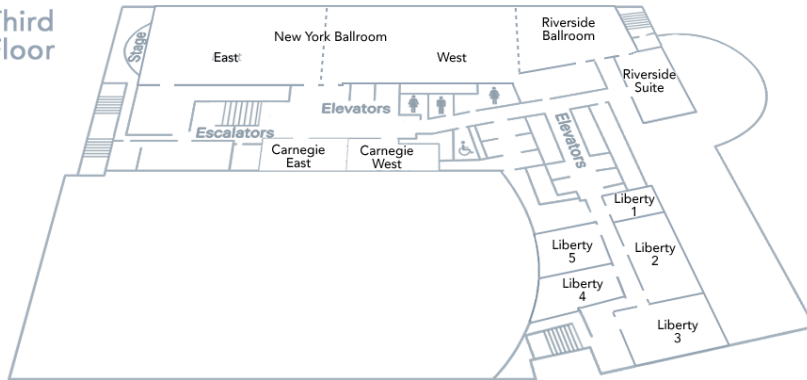 Third
Floor
Stage
New York Ballroom
East
West
Riverside
Ballroom
Riverside
Suite
Elevators
Escalators
Elevators
Carnegie
East
Carnegie
West
Liberty
1
Liberty
2
Liberty
5
Liberty
4
Liberty
3